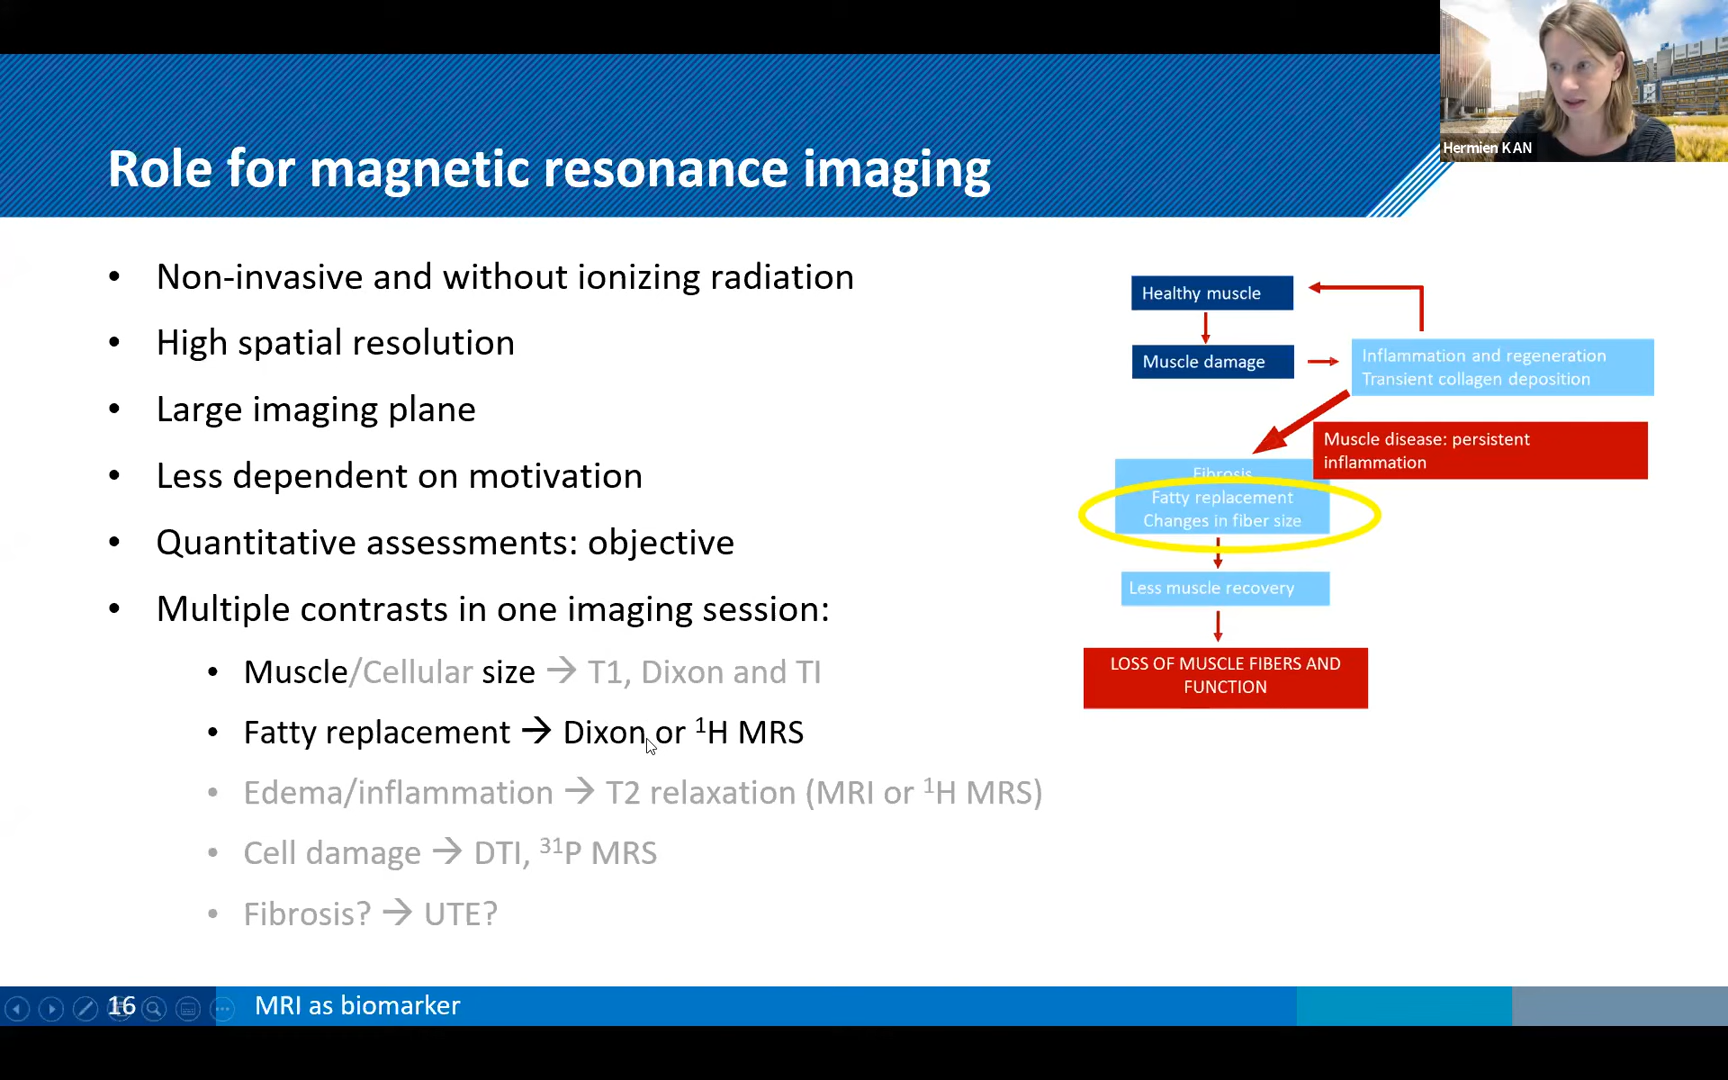 Hermien KAN
Role for magnetic resonance imaging
• Non-invasive and without ionizing radiation
• High spatial resolution
• Large imaging plane
• Less dependent on motivation
• Quantitative assessments: objective
• Multiple contrasts in one imaging session:
• Muscle/Cellular size → T1, Dixon and TI
• Fatty replacement → Dixon or ¹H MRS
• Edema/inflammation → T2 relaxation (MRI or ¹H MRS)
• Cell damage → DTI, ³¹P MRS
• Fibrosis? → UTE?
Healthy muscle
Muscle damage
Inflammation and regeneration
Transient collagen deposition
Muscle disease: persistent
inflammation
Fibrosis
Fatty replacement
Changes in fiber size
Less muscle recovery
LOSS OF MUSCLE FIBERS AND
FUNCTION
16
MRI as biomarker